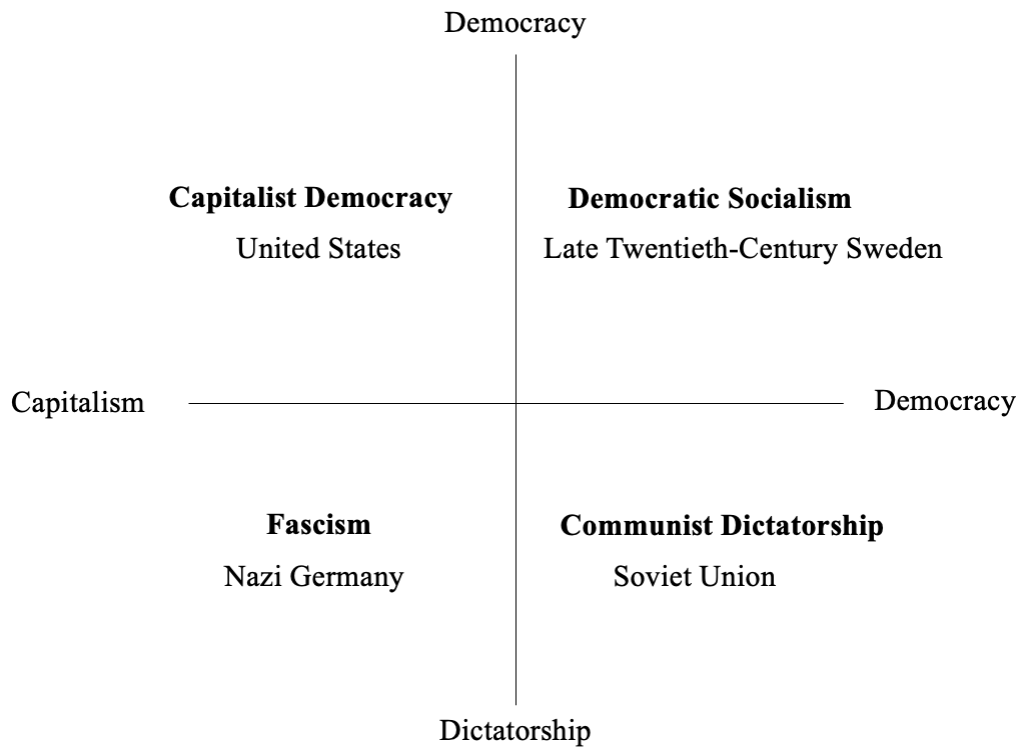 Democracy
Capitalist Democracy
United States
Democratic Socialism
Late Twentieth-Century Sweden
Capitalism
Democracy
Fascism
Nazi Germany
Communist Dictatorship
Soviet Union
Dictatorship